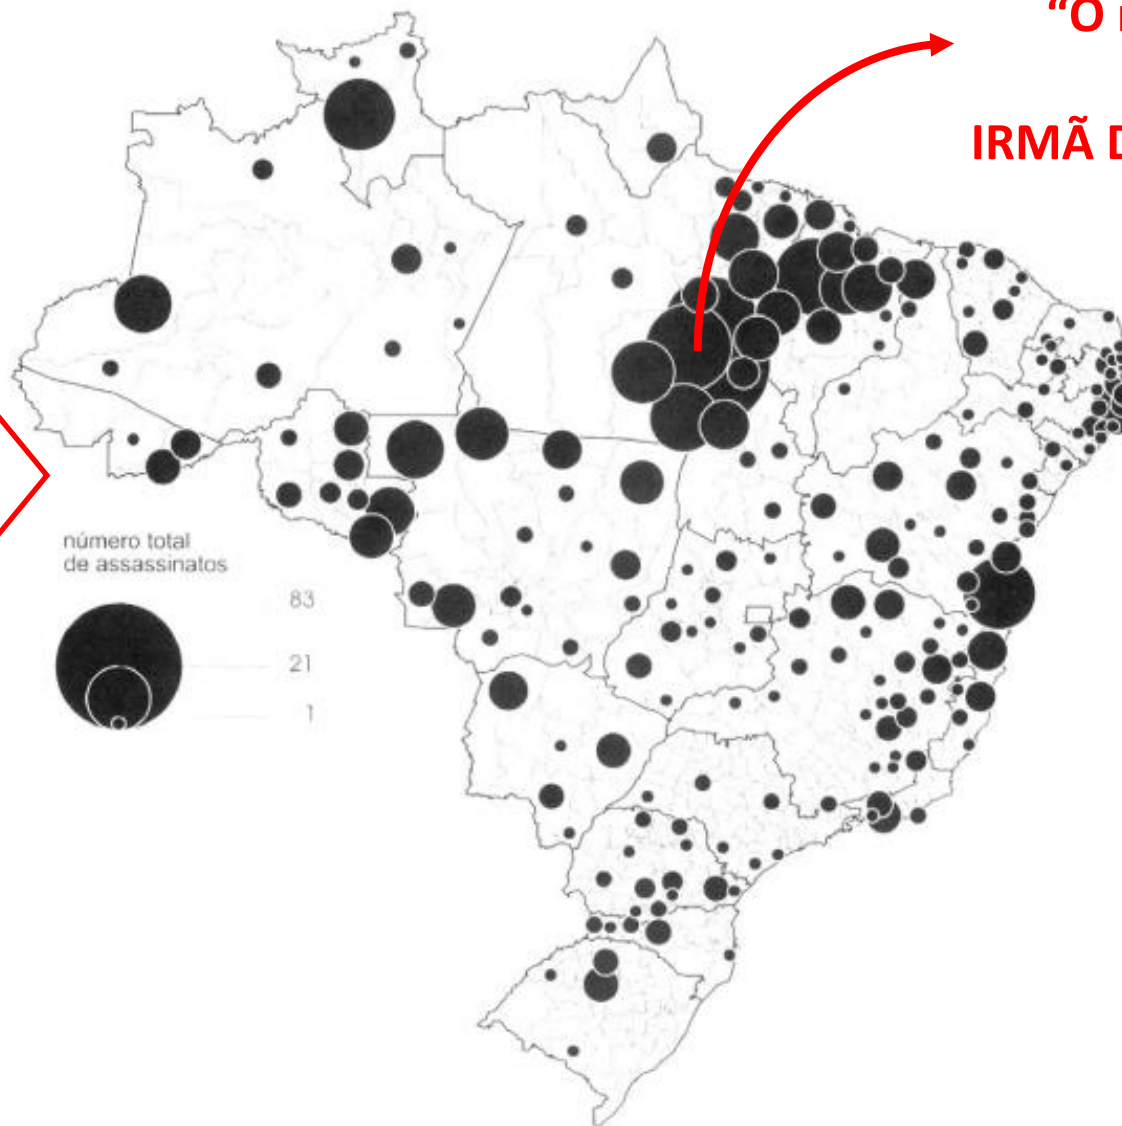 “O
IRMÃ
número total
de assassinatos
83
21
1